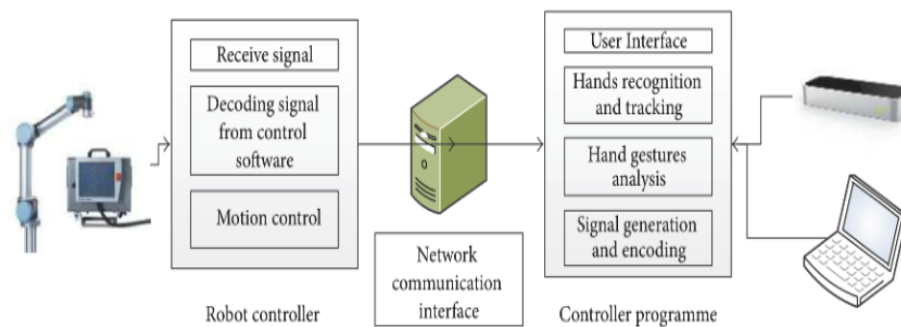 Receive signal
Decoding signal
from control
software
Motion control
Robot controller
Network
communication
interface
User Interface
Hands recognition
and tracking
Hand gestures
analysis
Signal generation
and encoding
Controller programme